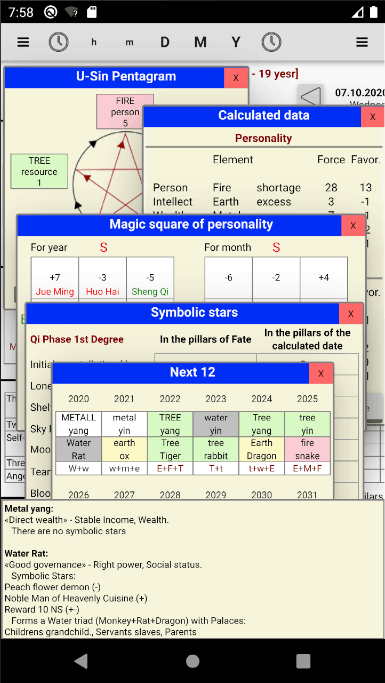 7:58
h m D M Y
- 19 yesr]
07.10.202
U-Sin Pentagram x
FIRE
person
5
TREE
resource
1
Calculated data x
Personality
Element Force Favor.
Person Fire shortage 28 13
Intellect Earth excess 3 -1
Magic square of personality x
For year S For month S
+7 -3 -5 -6 -2 +4
Jue Ming Huo Hai Sheng Qi
Symbolic stars x
Qi Phase 1st Degree In the pillars of Fate In the pillars of the
calculated date
Lone
Shel
Sky
Moo
Tear
Bloo
Next 12 x
2020 2021 2022 2023 2024 2025
METALL metal TREE water Tree tree
yang yin yang yin yang yin
Water earth Tree tree Earth fire
Rat ox Tiger rabbit Dragon snake
W+w w+m+e E+F+T T+t t+w+E E+M+F
2026 2027 2028 2029 2030 2031
Metal yang:
«Direct wealth» - Stable Income, Wealth.
There are no symbolic stars
Water Rat:
«Good governance» - Right power, Social status.
Symbolic Stars:
Peach flower demon (-)
Noble Man of Heavenly Cuisine (+)
Reward 10 NS (+-)
Forms a Water triad (Monkey+Rat+Dragon) with Palaces:
Childrens grandchild., Servants slaves, Parents